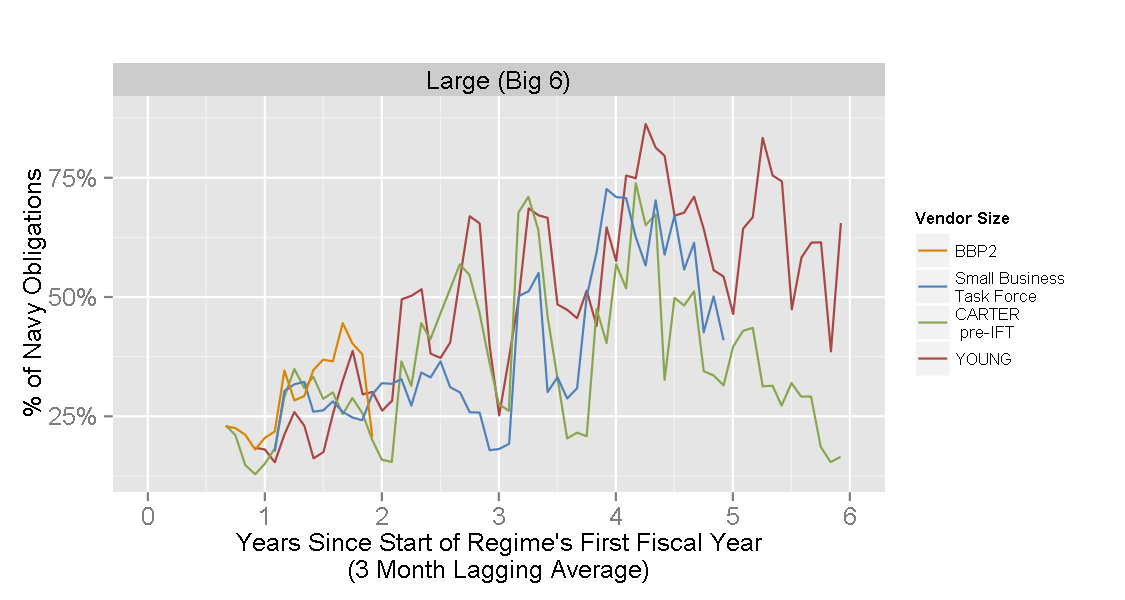 Large (Big 6)
% of Navy Obligations
75%
50%
25%
0 1 2 3 4 5 6
Years Since Start of Regime's First Fiscal Year
(3 Month Lagging Average)
Vendor Size
BBP2
Small Business
Task Force
CARTER
pre-IFT
YOUNG